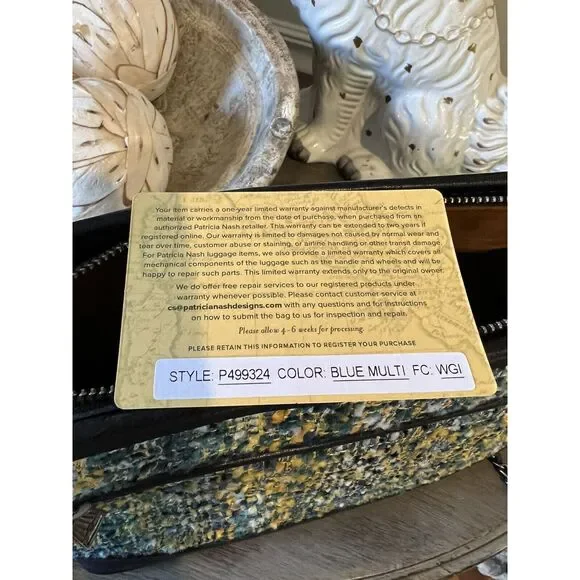 Your item carries a one-year limited warranty against manufacturer's defects in
material or workmanship from the date of purchase, when purchased from an
authorized Patricia Nash retailer. This warranty can be extended to two years if
registered online. Our warranty is limited to damages not caused by normal wear and
tear over time, customer abuse or staining, or airline handling or other transit damage.
For Patricia Nash luggage items, we also provide a limited warranty which covers all
mechanical components of the luggage such as the handle and wheels and will be
happy to repair such parts. This limited warranty extends only to the original owner.
We do offer free repair services to our registered products under
warranty whenever possible. Please contact customer service at
cs@patricianashdesigns.com with any questions and for instructions
on how to submit the bag to us for inspection and repair.
Please allow 4-6 weeks for processing.
PLEASE RETAIN THIS INFORMATION TO REGISTER YOUR PURCHASE
STYLE: P499324 COLOR: BLUE MULTI FC: WGI